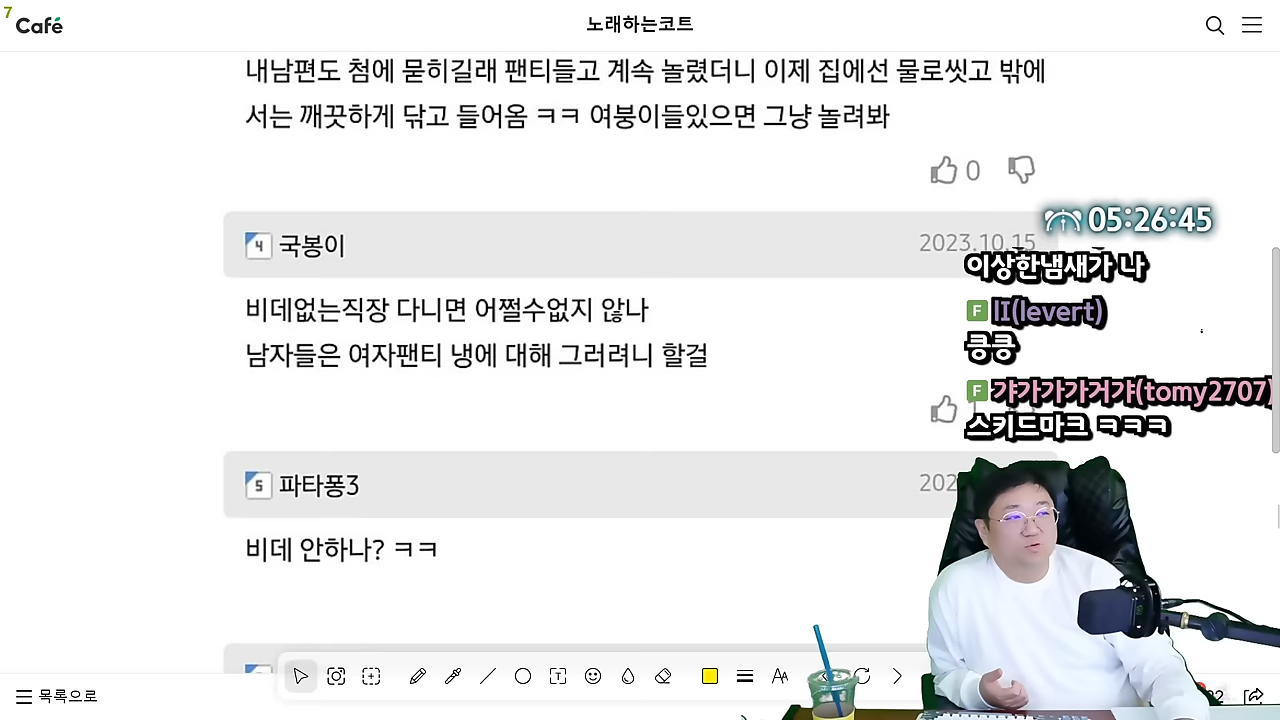 7
Café
노래하는코트
내남편도 첨에 묻히길래 팬티들고 계속 놀렸더니 이제 집에선 물로씻고 밖에
서는 깨끗하게 닦고 들어옴 ㅋㅋ 여붕이들있으면 그냥 놀려봐
0
05:26:45
4 국봉이
2023.10.15
이상한냄새가 나
비데없는직장 다니면 어쩔수없지 않나
F lI(levert)
킁킁
남자들은 여자팬티 냉에 대해 그러려니 할걸
F 갸가가가거갸(tomy2707)
스키드마크 ㅋㅋㅋ
5 파타퐁3
202
비데 안하나? ㅋㅋ
목록으로